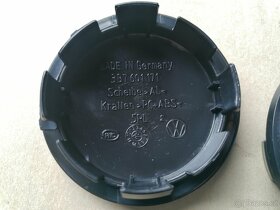 MADE IN Germany
3B7 601 171
Scheibe >AL<
Krallen >PC+ABS<